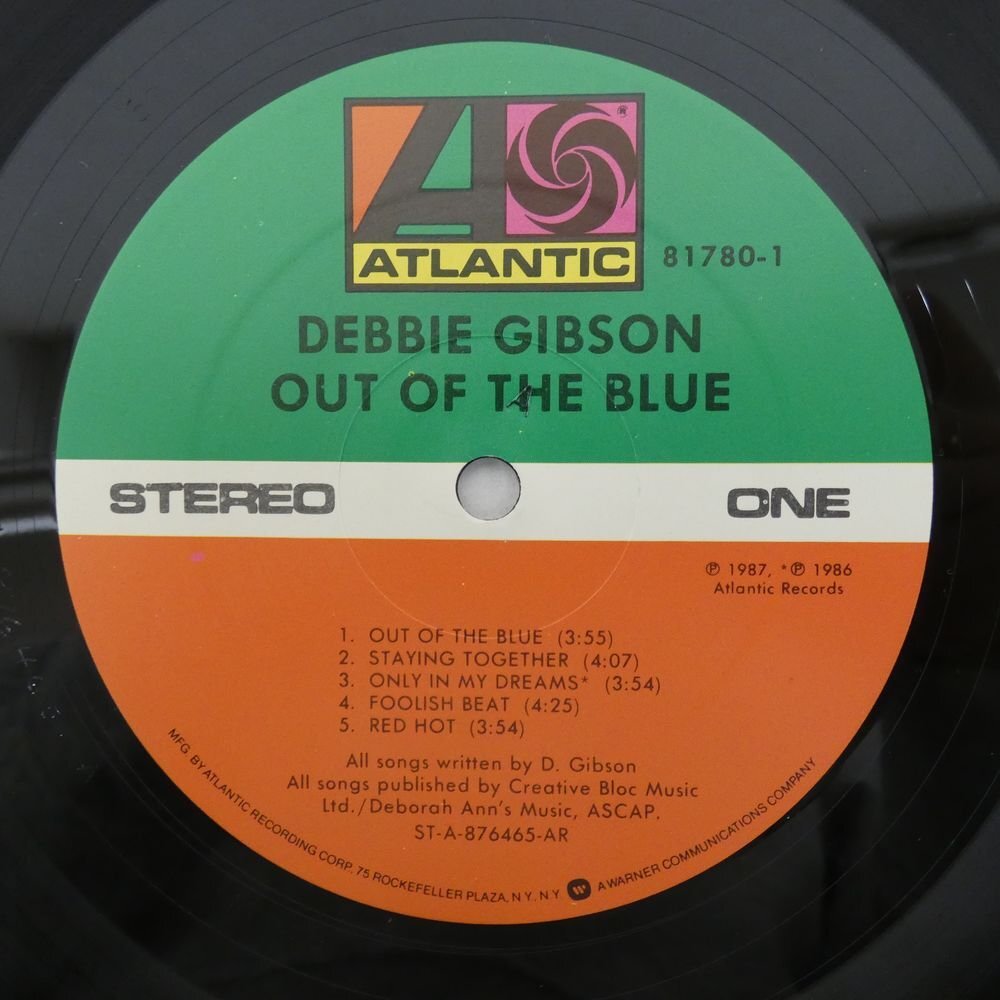 ®
ATLANTIC
81780-1
DEBBIE GIBSON
OUT OF THE BLUE
STEREO
ONE
℗ 1987, *℗ 1986
Atlantic Records
1. OUT OF THE BLUE (3:55)
2. STAYING TOGETHER (4:07)
3. ONLY IN MY DREAMS* (3:54)
4. FOOLISH BEAT (4:25)
5. RED HOT (3:54)
All songs written by D. Gibson
All songs published by Creative Bloc Music
Ltd./Deborah Ann's Music, ASCAP.
ST-A-876465-AR
MFG BY ATLANTIC RECORDING CORP. 75 ROCKEFELLER PLAZA, N.Y. N.Y. A WARNER COMMUNICATIONS COMPANY